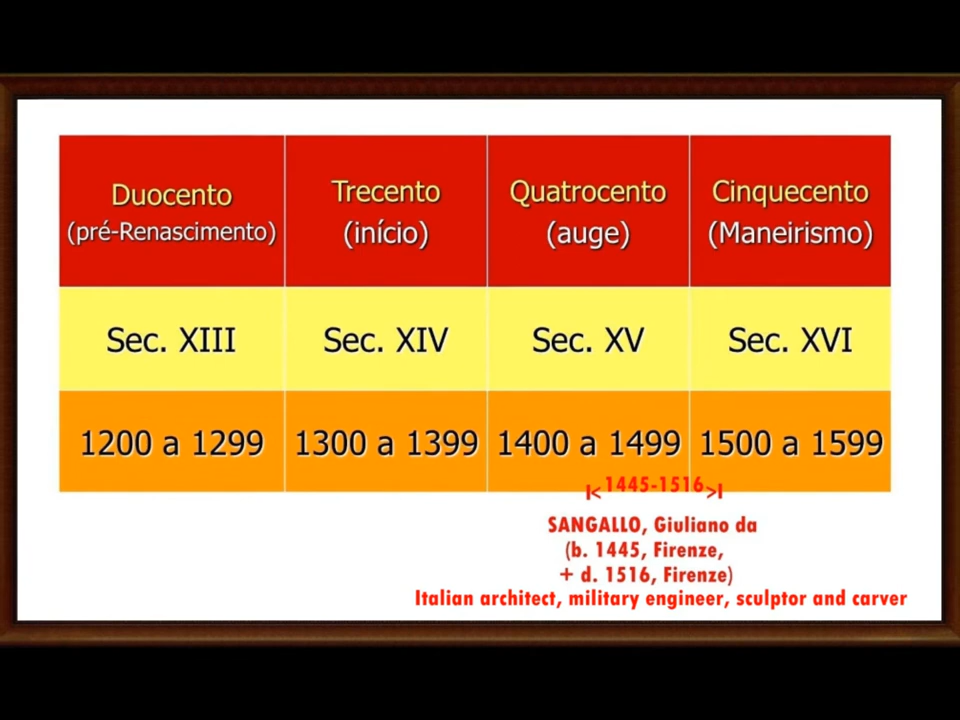 Duocento
(pré-Renascimento)
Trecento
(início)
Quatrocento
(auge)
Cinquecento
(Maneirismo)
Sec. XIII
Sec. XIV
Sec. XV
Sec. XVI
1200 a 1299
1300 a 1399
1400 a 1499
1500 a 1599
I< 1445-1516 >I
SANGALLO, Giuliano da
(b. 1445, Firenze,
+ d. 1516, Firenze)
Italian architect, military engineer, sculptor and carver